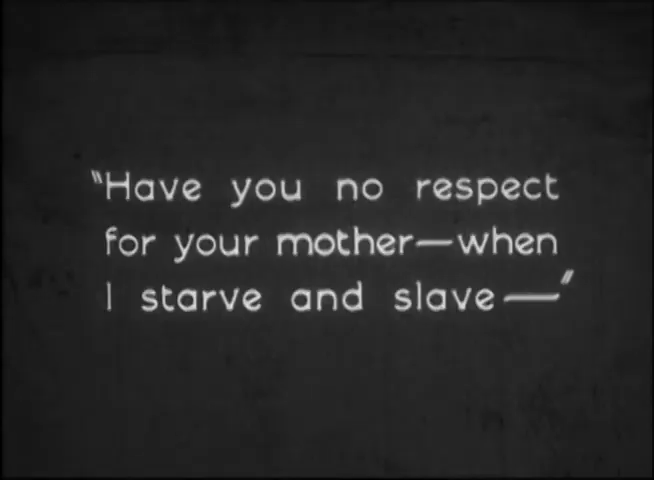 "Have you no respect
for your mother—when
I starve and slave—"